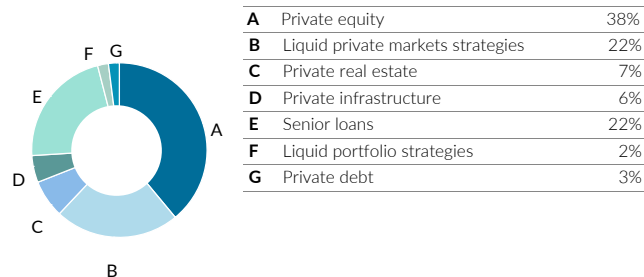 F G
E
A
D
C
B
A Private equity 38%
B Liquid private markets strategies 22%
C Private real estate 7%
D Private infrastructure 6%
E Senior loans 22%
F Liquid portfolio strategies 2%
G Private debt 3%